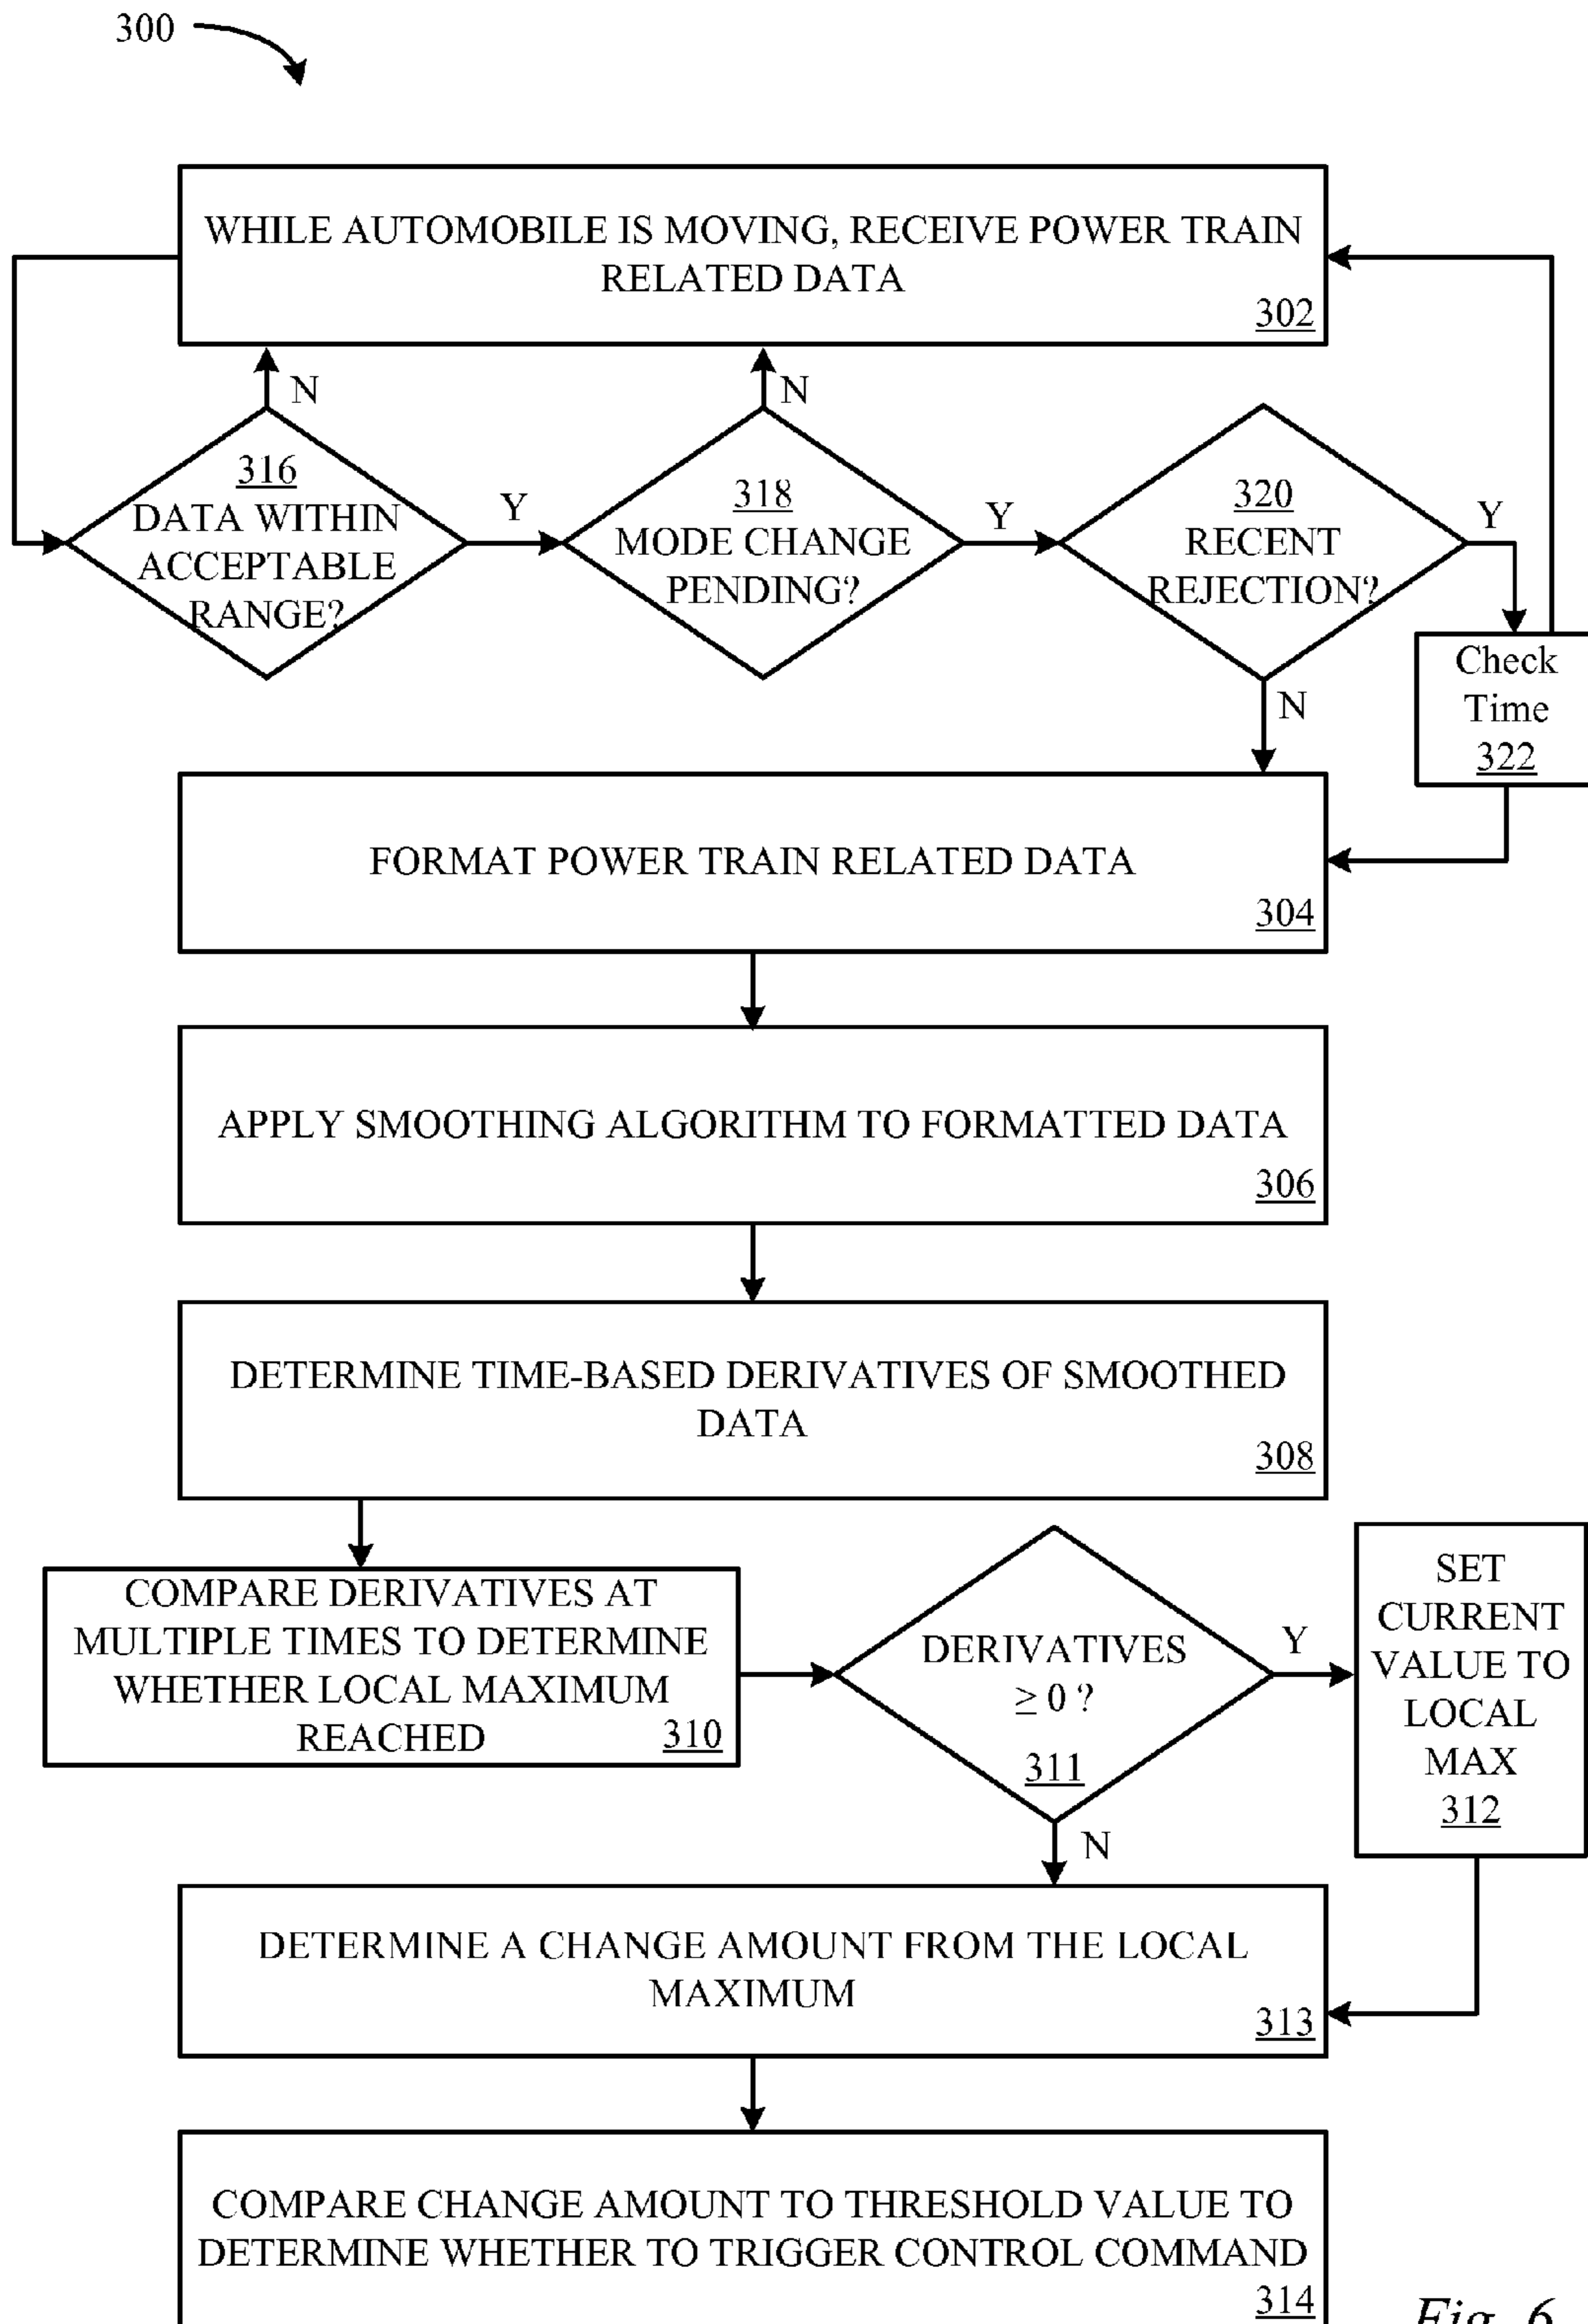 300
WHILE AUTOMOBILE IS MOVING, RECEIVE POWER TRAIN
RELATED DATA
302
N
N
316
DATA WITHIN
ACCEPTABLE
RANGE?
Y
318
MODE CHANGE
PENDING?
Y
320
RECENT
REJECTION?
Y
N
Check
Time
322
FORMAT POWER TRAIN RELATED DATA
304
APPLY SMOOTHING ALGORITHM TO FORMATTED DATA
306
DETERMINE TIME-BASED DERIVATIVES OF SMOOTHED
DATA
308
COMPARE DERIVATIVES AT
MULTIPLE TIMES TO DETERMINE
WHETHER LOCAL MAXIMUM
REACHED
310
DERIVATIVES
≥ 0 ?
311
Y
N
SET
CURRENT
VALUE TO
LOCAL
MAX
312
DETERMINE A CHANGE AMOUNT FROM THE LOCAL
MAXIMUM
313
COMPARE CHANGE AMOUNT TO THRESHOLD VALUE TO
DETERMINE WHETHER TO TRIGGER CONTROL COMMAND
314
Fig. 6